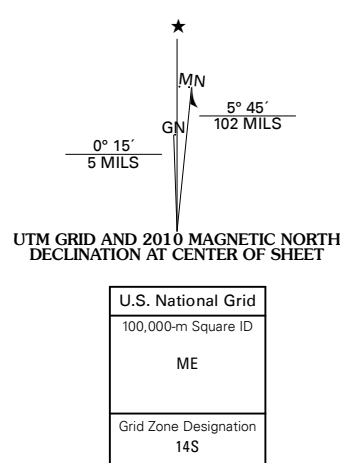 ★
MN
GN
5° 45´
102 MILS
0° 15´
5 MILS
UTM GRID AND 2010 MAGNETIC NORTH
DECLINATION AT CENTER OF SHEET
U.S. National Grid
100,000-m Square ID
ME
Grid Zone Designation
14S